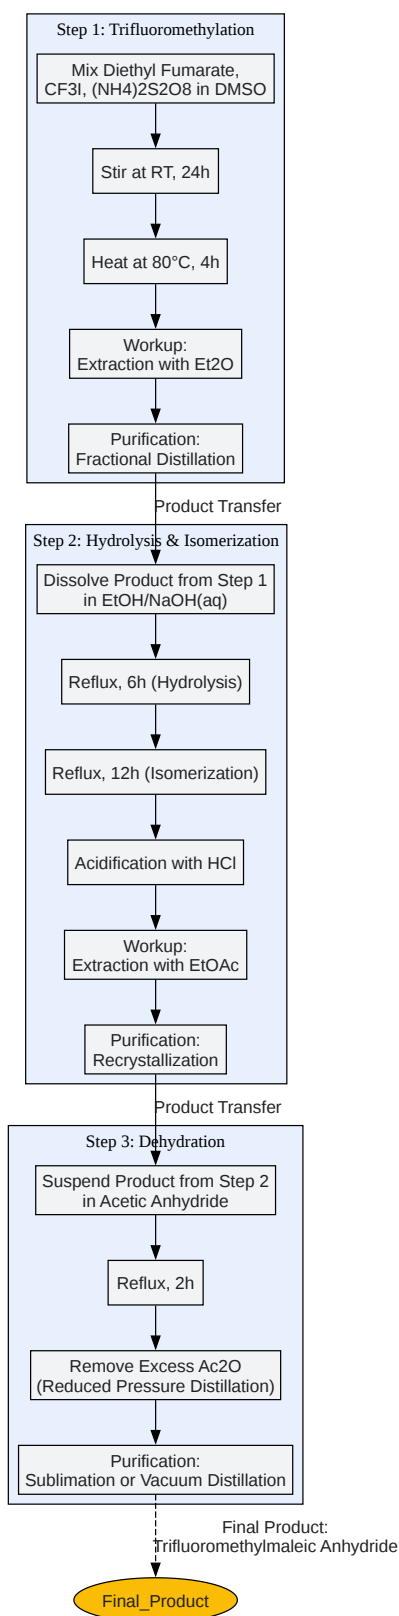 Step 1: Trifluoromethylation
Mix Diethyl Fumarate,
CF3I, (NH4)2S2O8 in DMSO
Stir at RT, 24h
Heat at 80°C, 4h
Workup:
Extraction with Et2O
Purification:
Fractional Distillation
Product Transfer
Step 2: Hydrolysis & Isomerization
Dissolve Product from Step 1
in EtOH/NaOH(aq)
Reflux, 6h (Hydrolysis)
Reflux, 12h (Isomerization)
Acidification with HCl
Workup:
Extraction with EtOAc
Purification:
Recrystallization
Product Transfer
Step 3: Dehydration
Suspend Product from Step 2
in Acetic Anhydride
Reflux, 2h
Remove Excess Ac2O
(Reduced Pressure Distillation)
Purification:
Sublimation or Vacuum Distillation
Final Product:
Trifluoromethylmaleic Anhydride
Final_Product